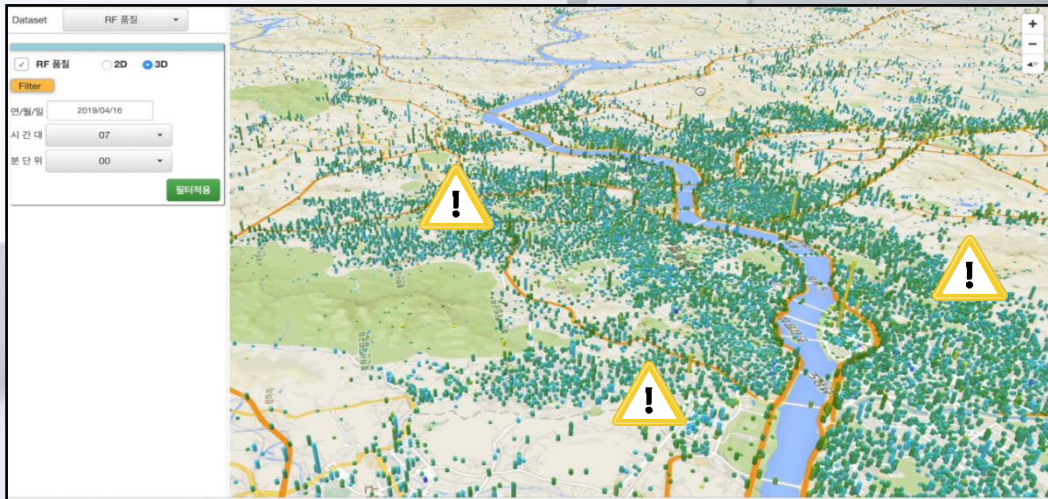 Dataset RF 품질
RF 품질 2D 3D
Filter
연/월/일 2019/04/16
시 간 대 07
분 단 위 00
필터적용
+
−
!
!
!